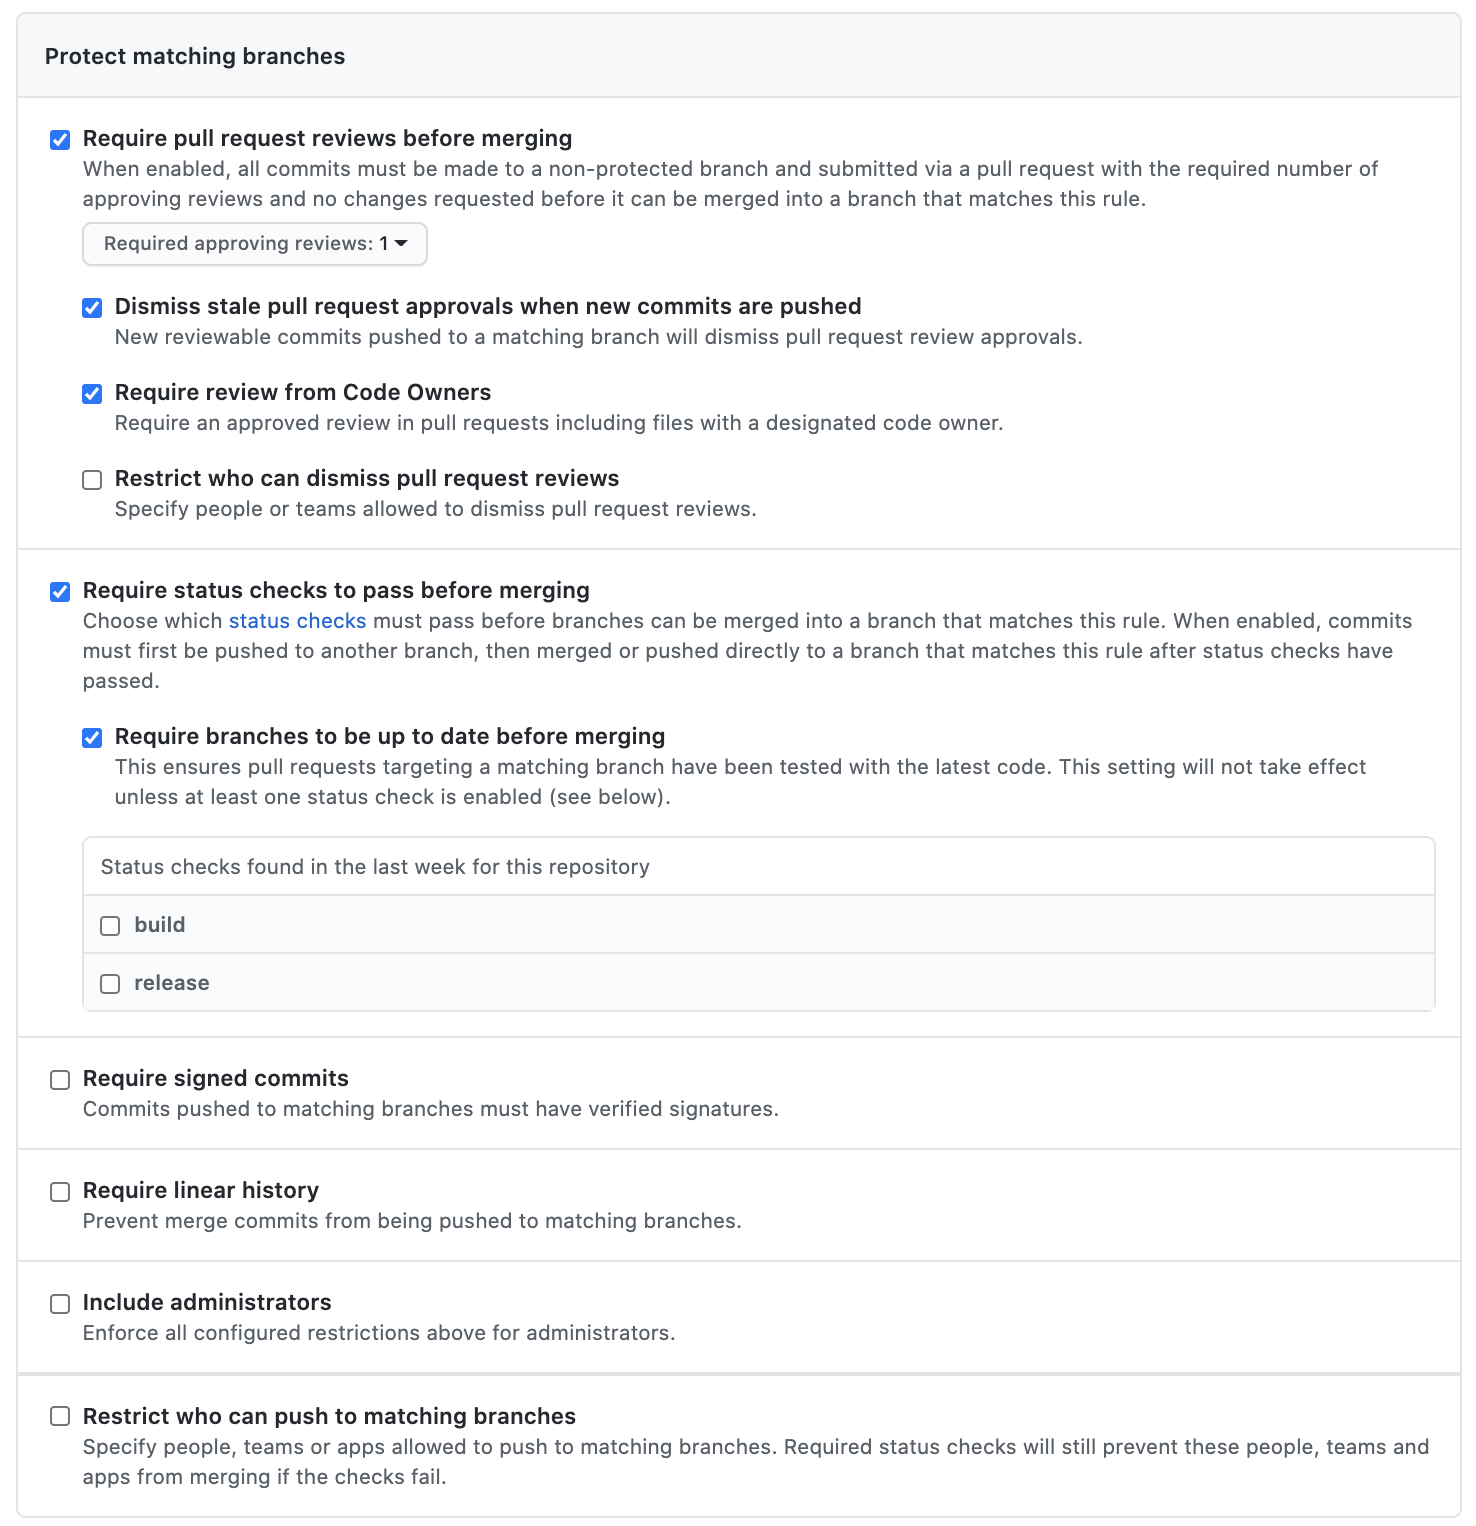 Protect matching branches
Require pull request reviews before merging
When enabled, all commits must be made to a non-protected branch and submitted via a pull request with the required number of
approving reviews and no changes requested before it can be merged into a branch that matches this rule.
Required approving reviews: 1
Dismiss stale pull request approvals when new commits are pushed
New reviewable commits pushed to a matching branch will dismiss pull request review approvals.
Require review from Code Owners
Require an approved review in pull requests including files with a designated code owner.
Restrict who can dismiss pull request reviews
Specify people or teams allowed to dismiss pull request reviews.
Require status checks to pass before merging
Choose which status checks must pass before branches can be merged into a branch that matches this rule. When enabled, commits
must first be pushed to another branch, then merged or pushed directly to a branch that matches this rule after status checks have
passed.
Require branches to be up to date before merging
This ensures pull requests targeting a matching branch have been tested with the latest code. This setting will not take effect
unless at least one status check is enabled (see below).
Status checks found in the last week for this repository
build
release
Require signed commits
Commits pushed to matching branches must have verified signatures.
Require linear history
Prevent merge commits from being pushed to matching branches.
Include administrators
Enforce all configured restrictions above for administrators.
Restrict who can push to matching branches
Specify people, teams or apps allowed to push to matching branches. Required status checks will still prevent these people, teams and
apps from merging if the checks fail.